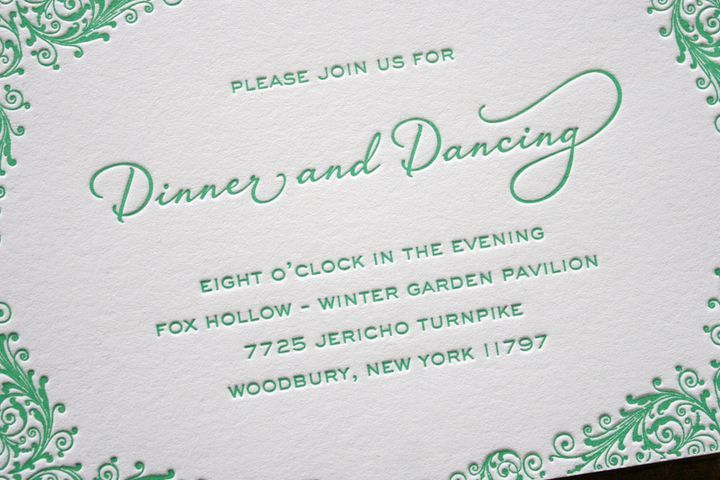 PLEASE JOIN US FOR
Dinner and Dancing
EIGHT O'CLOCK IN THE EVENING
FOX HOLLOW - WINTER GARDEN PAVILION
7725 JERICHO TURNPIKE
WOODBURY, NEW YORK 11797